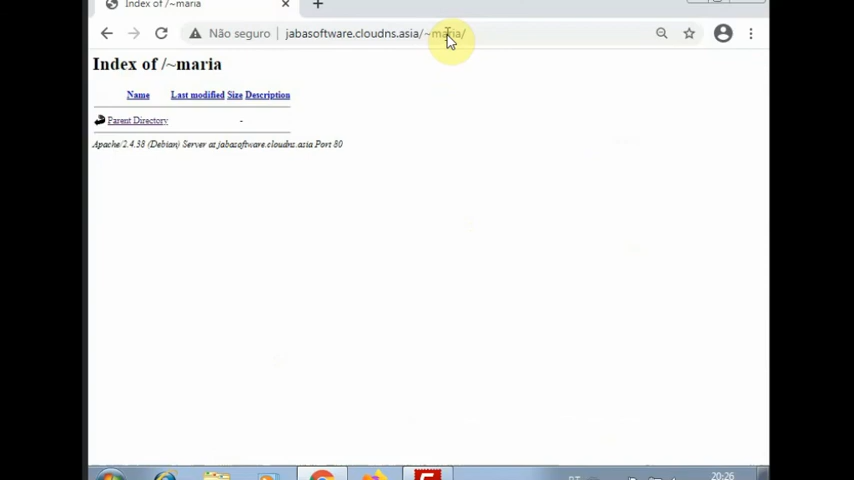 Index of /~maria
Não seguro | jabasoftware.cloudns.asia/~maria/
Index of /~maria
Name Last modified Size Description
Parent Directory -
Apache/2.4.38 (Debian) Server at jabasoftware.cloudns.asia Port 80
PT
20:26